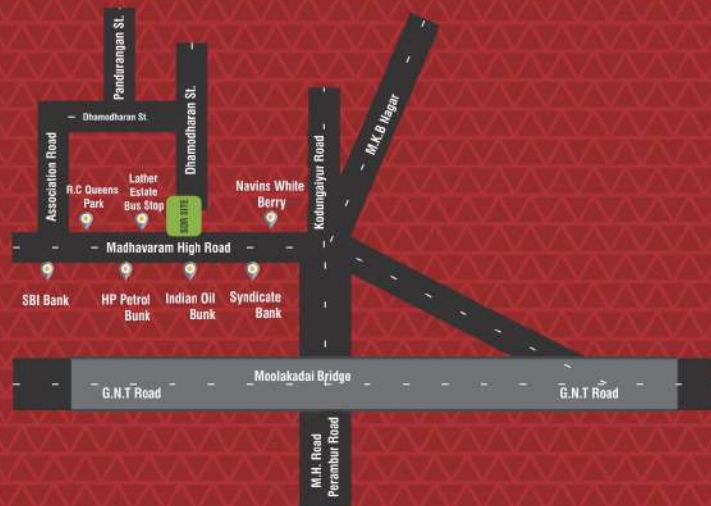 Pandurangan St.
Dhamodharan St.
Dhamodharan St.
Association Road
Kodungaiyur Road
M.K.B Nagar
R.C Queens
Park
Lather
Estate
Bus Stop
SDR SITE
Navins White
Berry
Madhavaram High Road
SBI Bank
HP Petrol
Bunk
Indian Oil
Bunk
Syndicate
Bank
Moolakadai Bridge
G.N.T Road
G.N.T Road
M.H. Road
Perambur Road